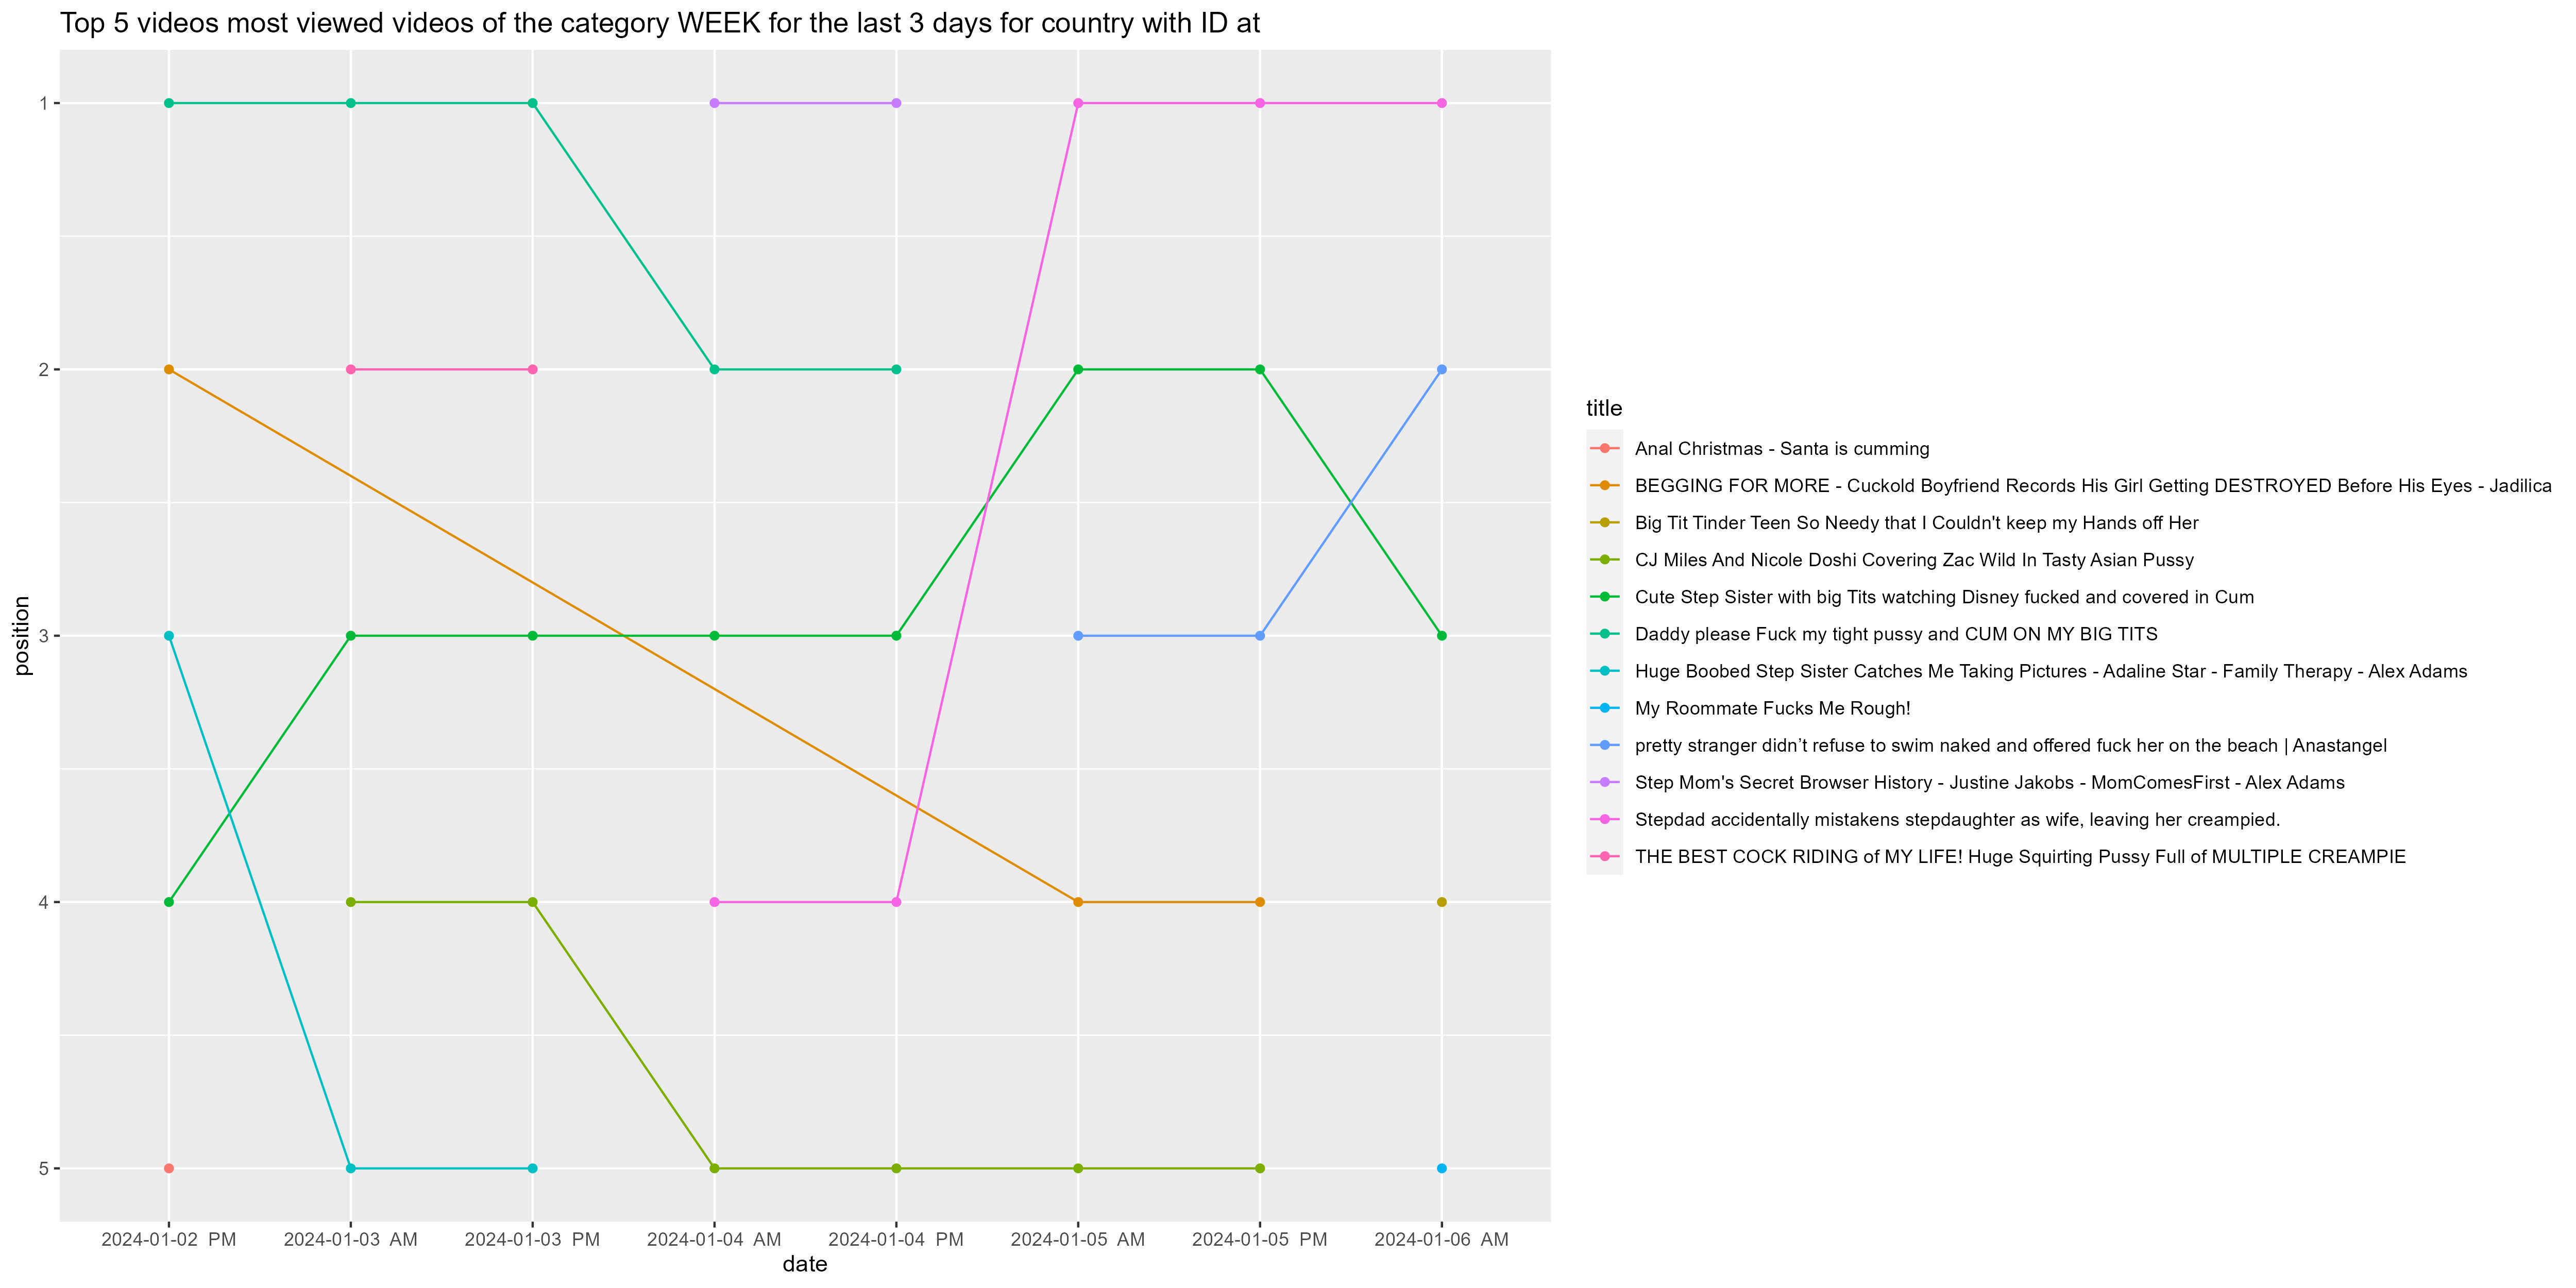 Top 5 videos most viewed videos of the category WEEK for the last 3 days for country with ID at
1
2
3
4
5
position
2024-01-02 PM
2024-01-03 AM
2024-01-03 PM
2024-01-04 AM
2024-01-04 PM
2024-01-05 AM
2024-01-05 PM
2024-01-06 AM
date
title
Anal Christmas - Santa is cumming
BEGGING FOR MORE - Cuckold Boyfriend Records His Girl Getting DESTROYED Before His Eyes - Jadilica
Big Tit Tinder Teen So Needy that I Couldn't keep my Hands off Her
CJ Miles And Nicole Doshi Covering Zac Wild In Tasty Asian Pussy
Cute Step Sister with big Tits watching Disney fucked and covered in Cum
Daddy please Fuck my tight pussy and CUM ON MY BIG TITS
Huge Boobed Step Sister Catches Me Taking Pictures - Adaline Star - Family Therapy - Alex Adams
My Roommate Fucks Me Rough!
pretty stranger didn’t refuse to swim naked and offered fuck her on the beach | Anastangel
Step Mom's Secret Browser History - Justine Jakobs - MomComesFirst - Alex Adams
Stepdad accidentally mistakens stepdaughter as wife, leaving her creampied.
THE BEST COCK RIDING of MY LIFE! Huge Squirting Pussy Full of MULTIPLE CREAMPIE